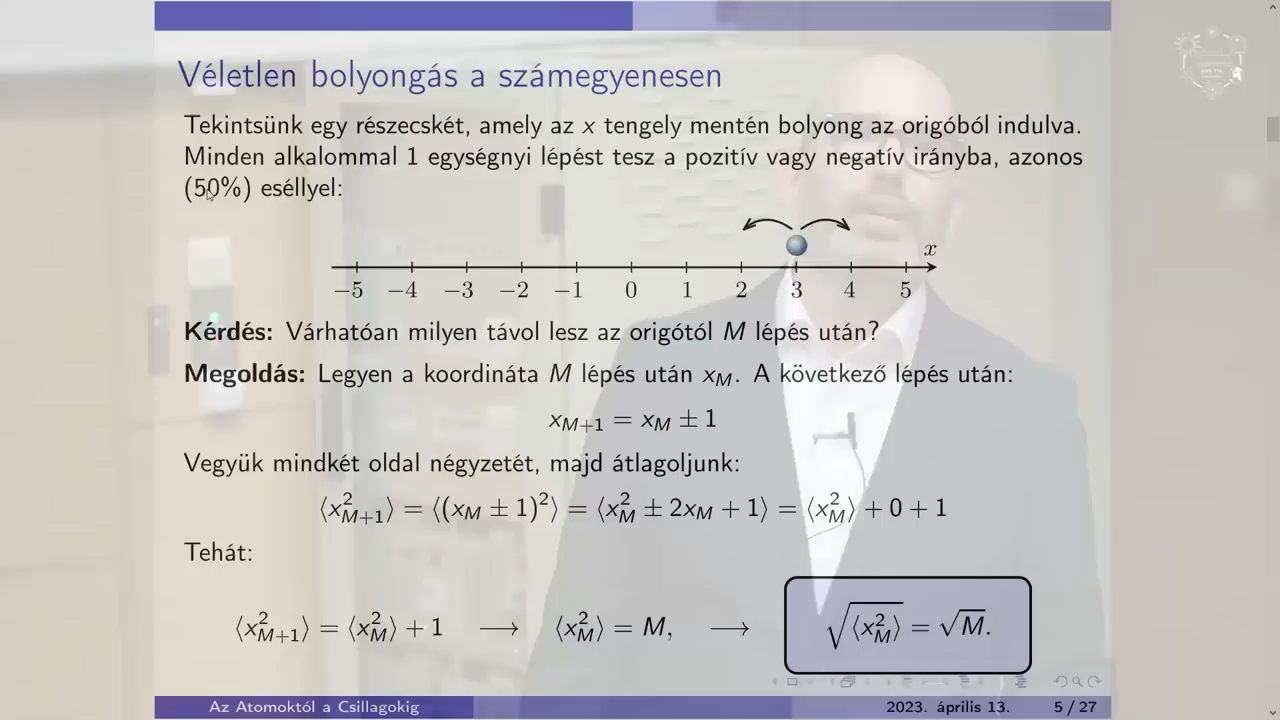 Véletlen bolyongás a számegyenesen
Tekintsünk egy részecskét, amely az x tengely mentén bolyong az origóból indulva.
Minden alkalommal 1 egységnyi lépést tesz a pozitív vagy negatív irányba, azonos
(50%) eséllyel:
x
−5 −4 −3 −2 −1 0 1 2 3 4 5
Kérdés: Várhatóan milyen távol lesz az origótól M lépés után?
Megoldás: Legyen a koordináta M lépés után x_M. A következő lépés után:
x_{M+1} = x_M ± 1
Vegyük mindkét oldal négyzetét, majd átlagoljunk:
⟨x²_{M+1}⟩ = ⟨(x_M ± 1)²⟩ = ⟨x²_M ± 2x_M + 1⟩ = ⟨x²_M⟩ + 0 + 1
Tehát:
⟨x²_{M+1}⟩ = ⟨x²_M⟩ + 1 ⟶ ⟨x²_M⟩ = M, ⟶ √⟨x²_M⟩ = √M.
Az Atomoktól a Csillagokig 2023. április 13. 5 / 27